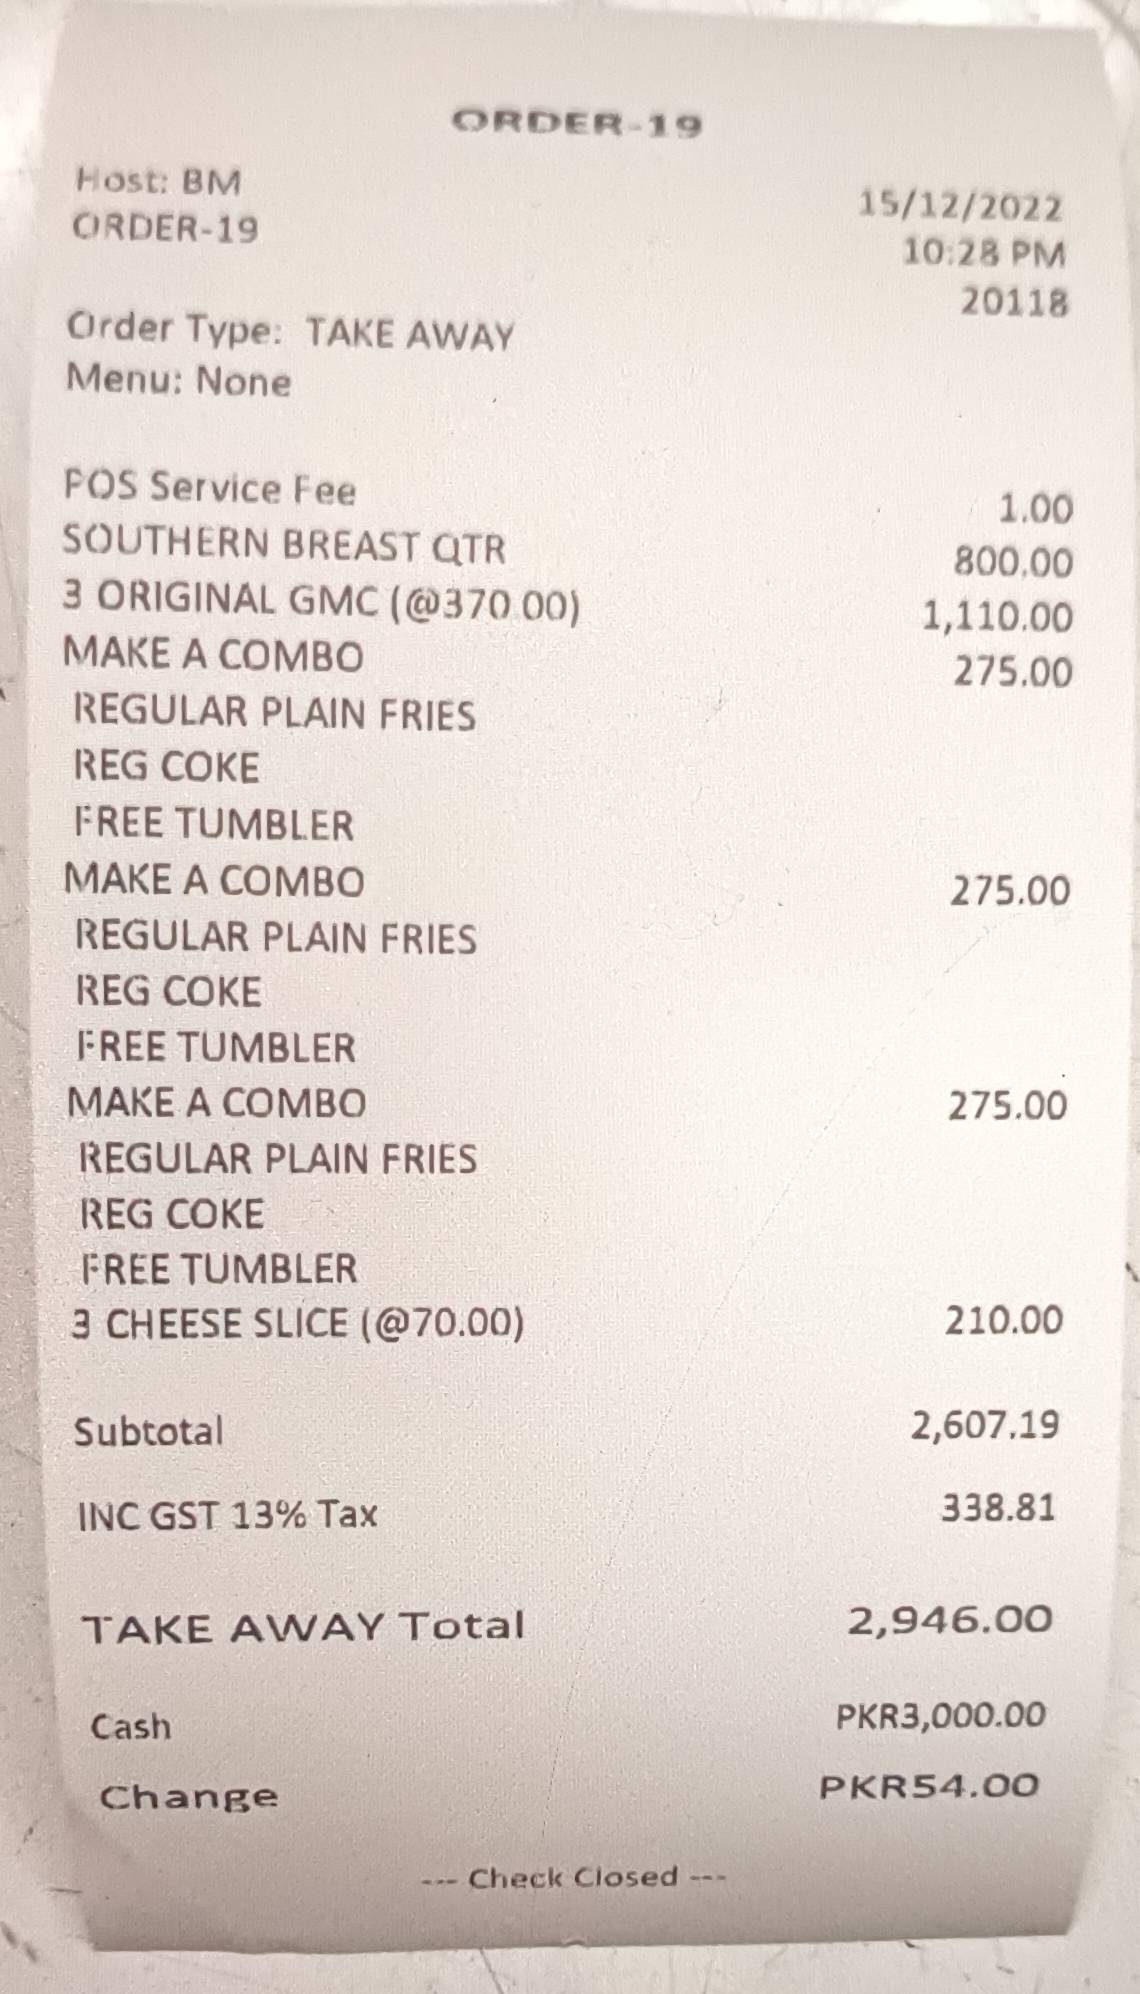 ORDER-19
Host: BM
ORDER-19
15/12/2022
10:28 PM
20118
Order Type: TAKE AWAY
Menu: None
POS Service Fee 1.00
SOUTHERN BREAST QTR 800.00
3 ORIGINAL GMC (@370.00) 1,110.00
MAKE A COMBO 275.00
REGULAR PLAIN FRIES
REG COKE
FREE TUMBLER
MAKE A COMBO 275.00
REGULAR PLAIN FRIES
REG COKE
FREE TUMBLER
MAKE A COMBO 275.00
REGULAR PLAIN FRIES
REG COKE
FREE TUMBLER
3 CHEESE SLICE (@70.00) 210.00
Subtotal 2,607.19
INC GST 13% Tax 338.81
TAKE AWAY Total 2,946.00
Cash PKR3,000.00
Change PKR54.00
--- Check Closed ---